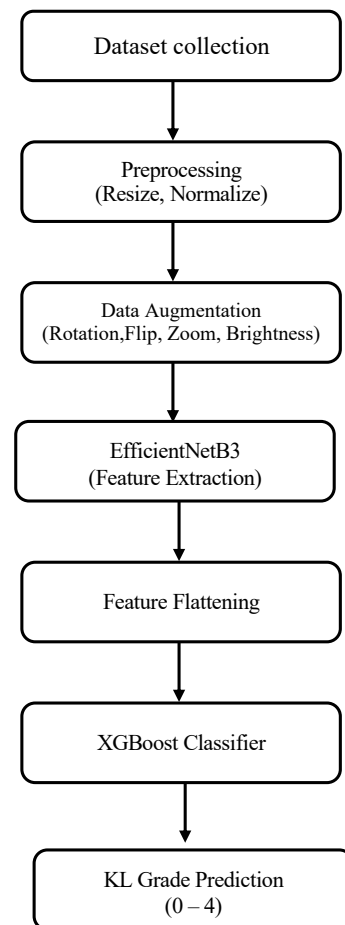 Dataset collection
Preprocessing
(Resize, Normalize)
Data Augmentation
(Rotation,Flip, Zoom, Brightness)
EfficientNetB3
(Feature Extraction)
Feature Flattening
XGBoost Classifier
KL Grade Prediction
(0 – 4)